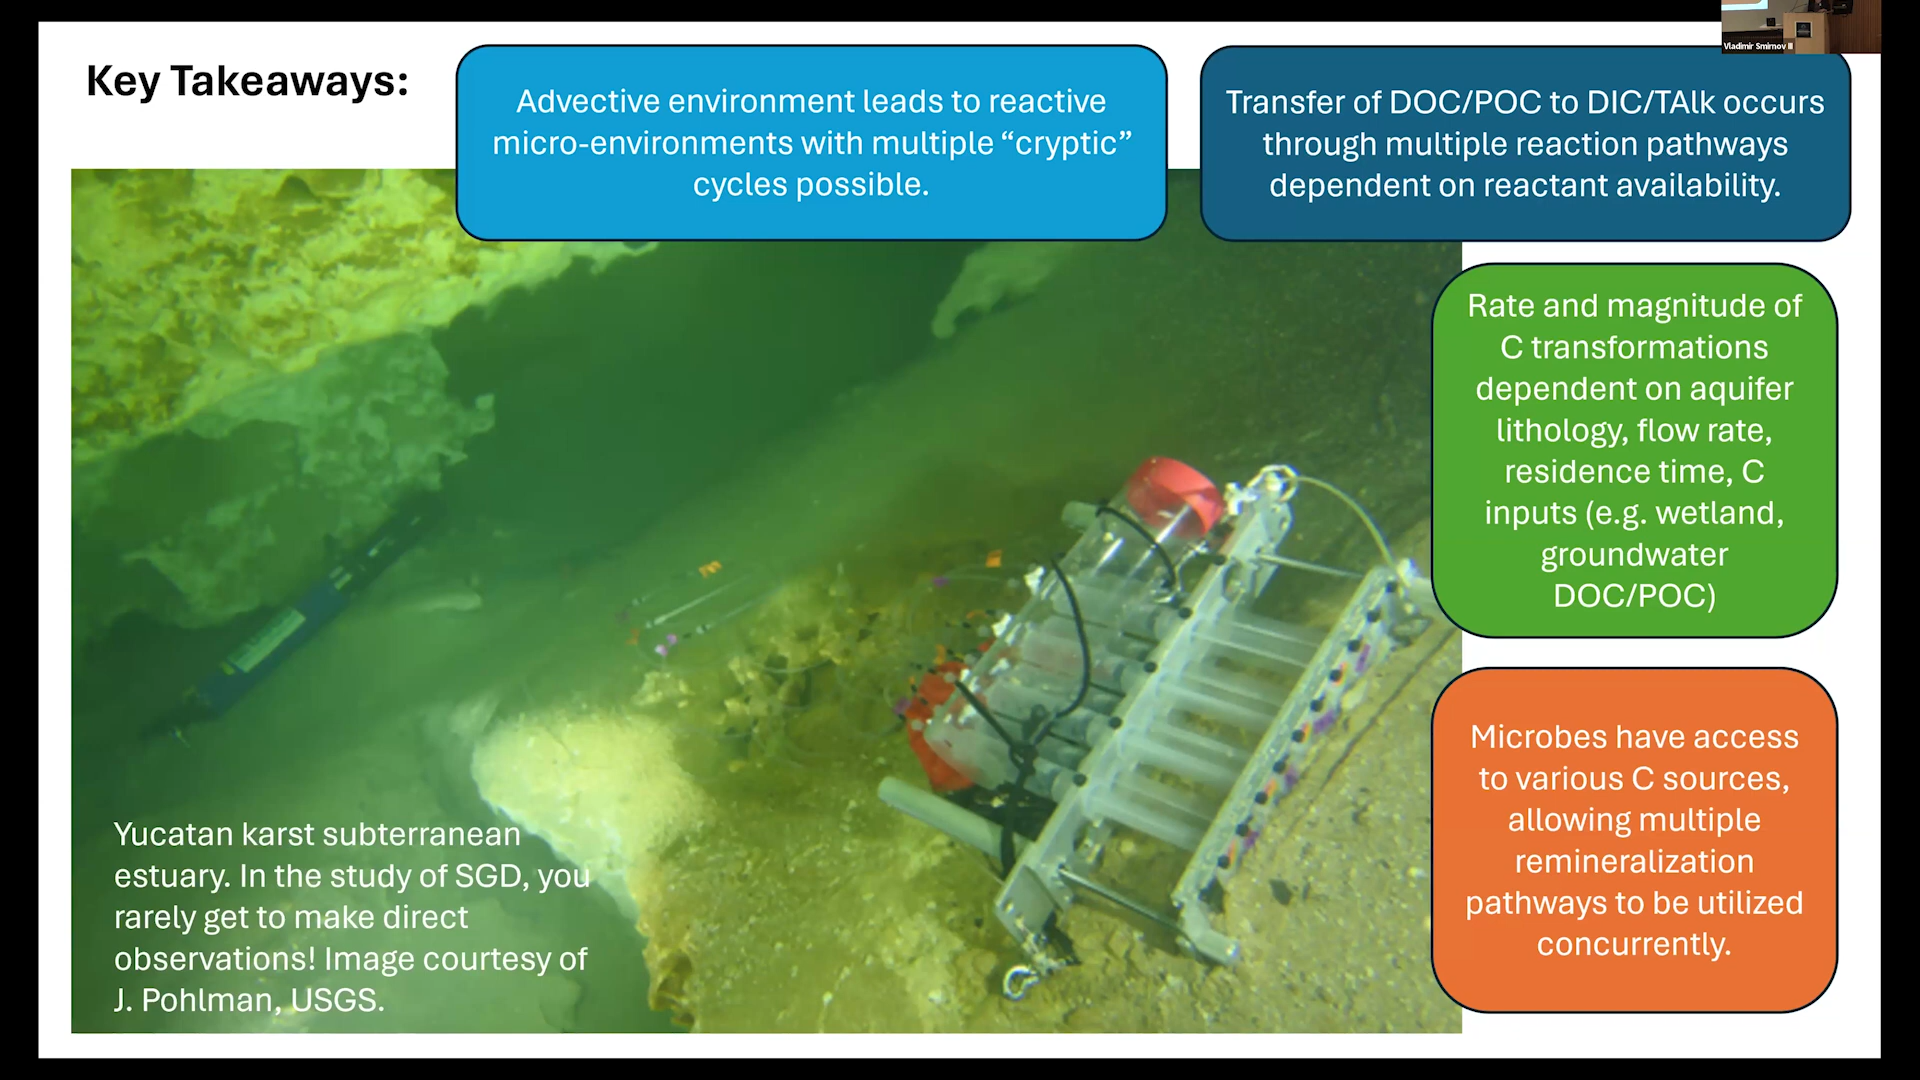 Vladimir Smirnov III
Key Takeaways:
Advective environment leads to reactive
micro-environments with multiple “cryptic”
cycles possible.
Transfer of DOC/POC to DIC/TAlk occurs
through multiple reaction pathways
dependent on reactant availability.
Rate and magnitude of
C transformations
dependent on aquifer
lithology, flow rate,
residence time, C
inputs (e.g. wetland,
groundwater
DOC/POC)
Microbes have access
to various C sources,
allowing multiple
remineralization
pathways to be utilized
concurrently.
Yucatan karst subterranean
estuary. In the study of SGD, you
rarely get to make direct
observations! Image courtesy of
J. Pohlman, USGS.